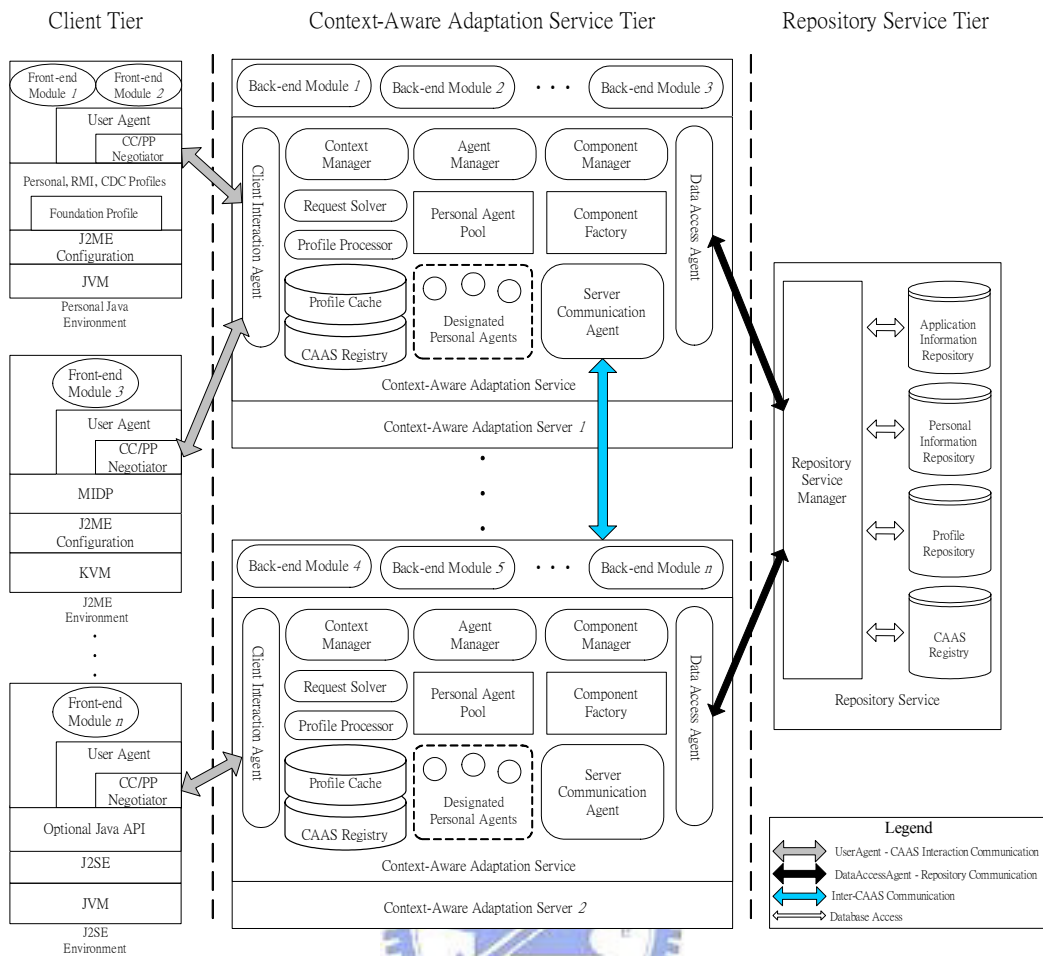 Client Tier
Context-Aware Adaptation Service Tier
Repository Service Tier
Front-end
Module 1
Front-end
Module 2
User Agent
CC/PP
Negotiator
Personal, RMI, CDC Profiles
Foundation Profile
J2ME
Configuration
JVM
Personal Java
Environment
Front-end
Module 3
User Agent
CC/PP
Negotiator
MIDP
J2ME
Configuration
KVM
J2ME
Environment
Front-end
Module n
User Agent
CC/PP
Negotiator
Optional Java API
J2SE
JVM
J2SE
Environment
Back-end Module 1
Back-end Module 2
Back-end Module 3
Client Interaction Agent
Context
Manager
Agent
Manager
Component
Manager
Request Solver
Profile Processor
Personal Agent
Pool
Component
Factory
Profile Cache
CAAS Registry
Designated
Personal Agents
Server
Communication
Agent
Data Access Agent
Context-Aware Adaptation Service
Context-Aware Adaptation Server 1
Back-end Module 4
Back-end Module 5
Back-end Module n
Client Interaction Agent
Context
Manager
Agent
Manager
Component
Manager
Request Solver
Profile Processor
Personal Agent
Pool
Component
Factory
Profile Cache
CAAS Registry
Designated
Personal Agents
Server
Communication
Agent
Data Access Agent
Context-Aware Adaptation Service
Context-Aware Adaptation Server 2
Repository
Service
Manager
Application
Information
Repository
Personal
Information
Repository
Profile
Repository
CAAS
Registry
Repository Service
Legend
UserAgent - CAAS Interaction Communication
DataAccessAgent - Repository Communication
Inter-CAAS Communication
Database Access